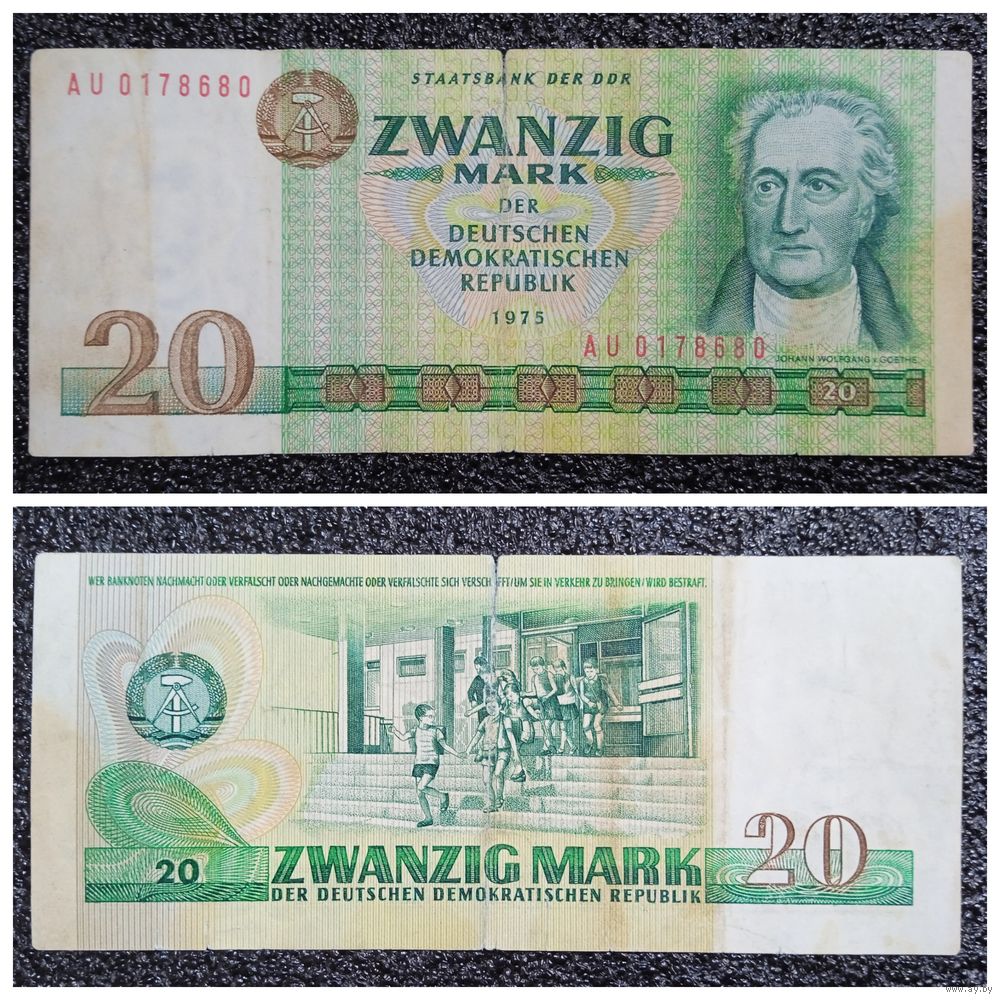 AU 0178680
STAATSBANK DER DDR
ZWANZIG
MARK
DER
DEUTSCHEN
DEMOKRATISCHEN
REPUBLIK
1975
AU 0178680
JOHANN WOLFGANG v. GOETHE
20
20
WER BANKNOTEN NACHMACHT ODER VERFÄLSCHT ODER NACHGEMACHTE ODER VERFÄLSCHTE SICH VERSCHAFFT/UM SIE IN VERKEHR ZU BRINGEN/WIRD BESTRAFT.
20
ZWANZIG MARK
DER DEUTSCHEN DEMOKRATISCHEN REPUBLIK
20
www.ay.by